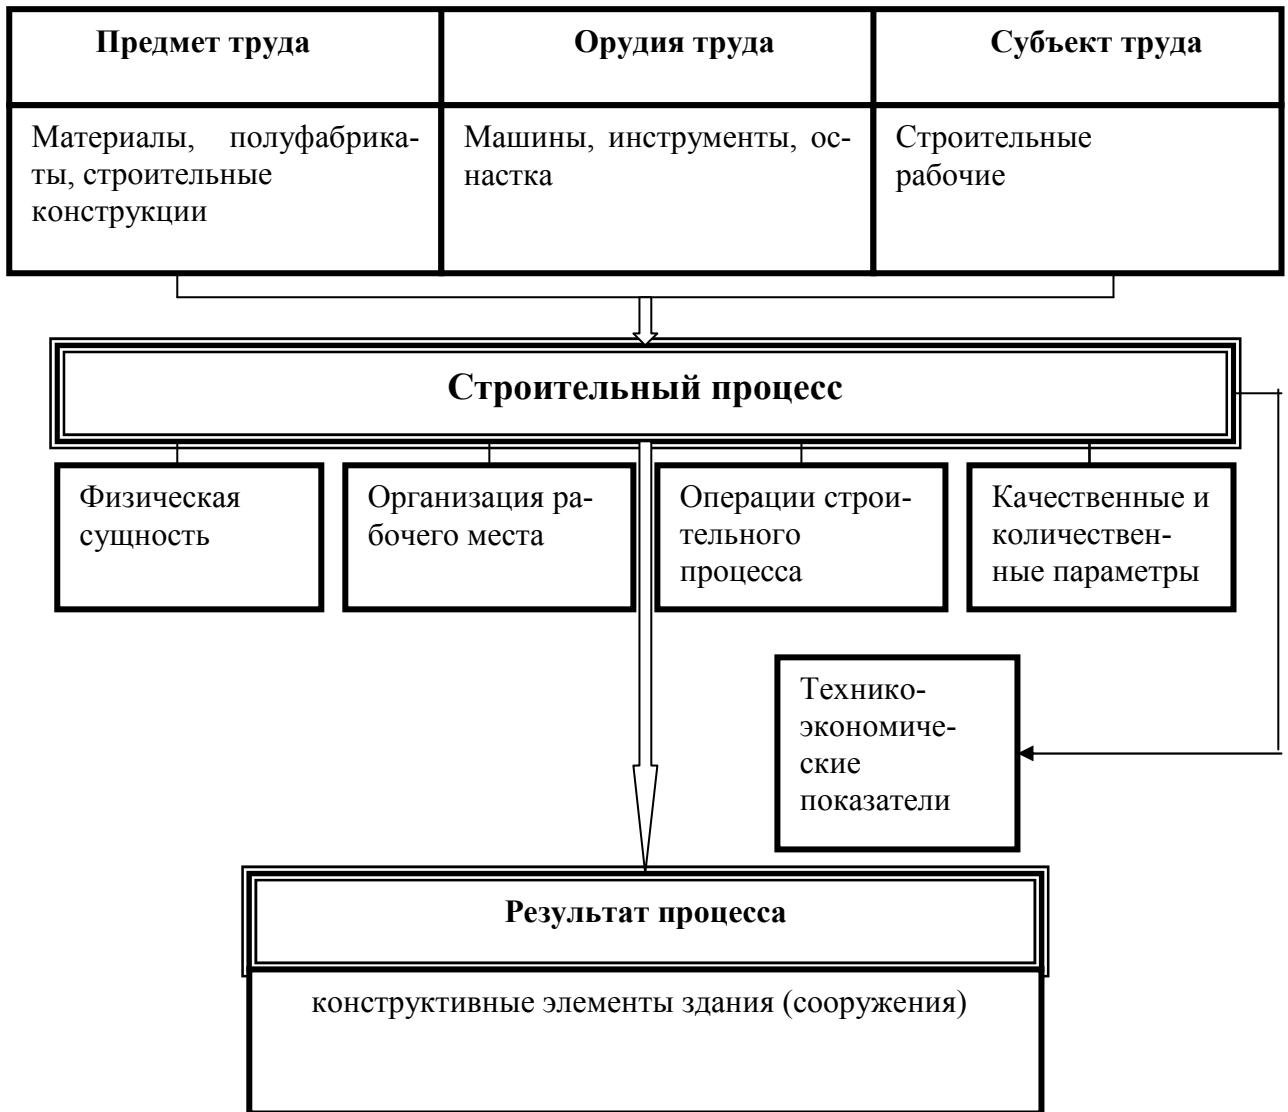 Предмет труда
Орудия труда
Субъект труда
Материалы, полуфабрика-
ты, строительные
конструкции
Машины, инструменты, ос-
настка
Строительные
рабочие
Строительный процесс
Физическая
сущность
Организация ра-
бочего места
Операции строи-
тельного
процесса
Качественные и
количествен-
ные параметры
Технико-
экономиче-
ские
показатели
Результат процесса
конструктивные элементы здания (сооружения)